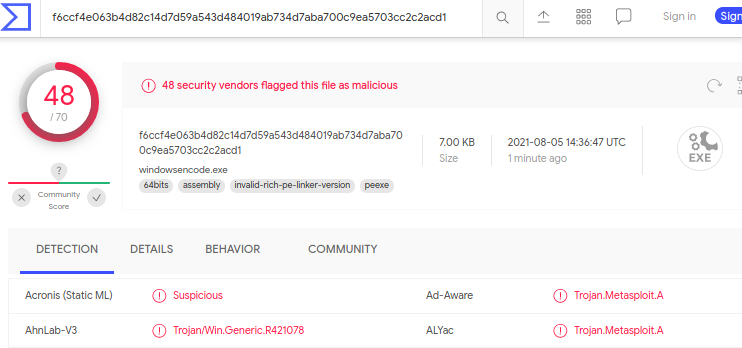 f6ccf4e063b4d82c14d7d59a543d484019ab734d7aba700c9ea5703cc2c2acd1
Sign in
Sign
48
/ 70
48 security vendors flagged this file as malicious
f6ccf4e063b4d82c14d7d59a543d484019ab734d7aba70
0c9ea5703cc2c2acd1
windowsencode.exe
64bits assembly invalid-rich-pe-linker-version peexe
7.00 KB
Size
2021-08-05 14:36:47 UTC
1 minute ago
EXE
?
Community
Score
DETECTION DETAILS BEHAVIOR COMMUNITY
Acronis (Static ML) Suspicious Ad-Aware Trojan.Metasploit.A
AhnLab-V3 Trojan/Win.Generic.R421078 ALYac Trojan.Metasploit.A